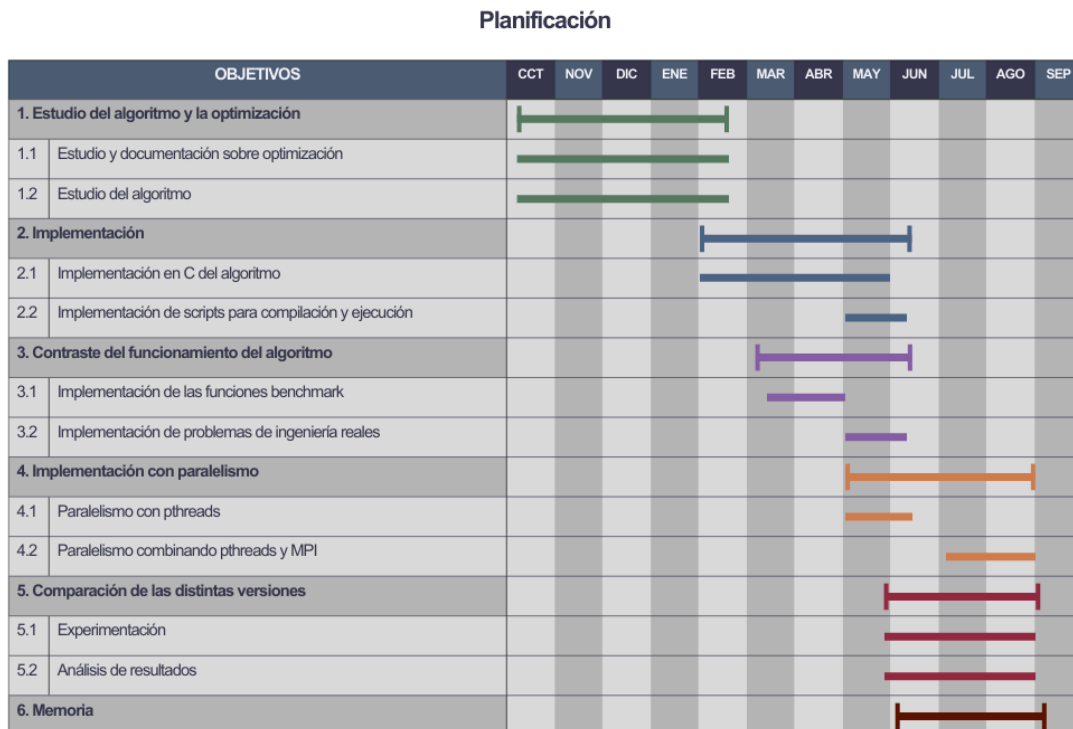 Planificación
OBJETIVOS CCT NOV DIC ENE FEB MAR ABR MAY JUN JUL AGO SEP
1. Estudio del algoritmo y la optimización
1.1 Estudio y documentación sobre optimización
1.2 Estudio del algoritmo
2. Implementación
2.1 Implementación en C del algoritmo
2.2 Implementación de scripts para compilación y ejecución
3. Contraste del funcionamiento del algoritmo
3.1 Implementación de las funciones benchmark
3.2 Implementación de problemas de ingeniería reales
4. Implementación con paralelismo
4.1 Paralelismo con pthreads
4.2 Paralelismo combinando pthreads y MPI
5. Comparación de las distintas versiones
5.1 Experimentación
5.2 Análisis de resultados
6. Memoria